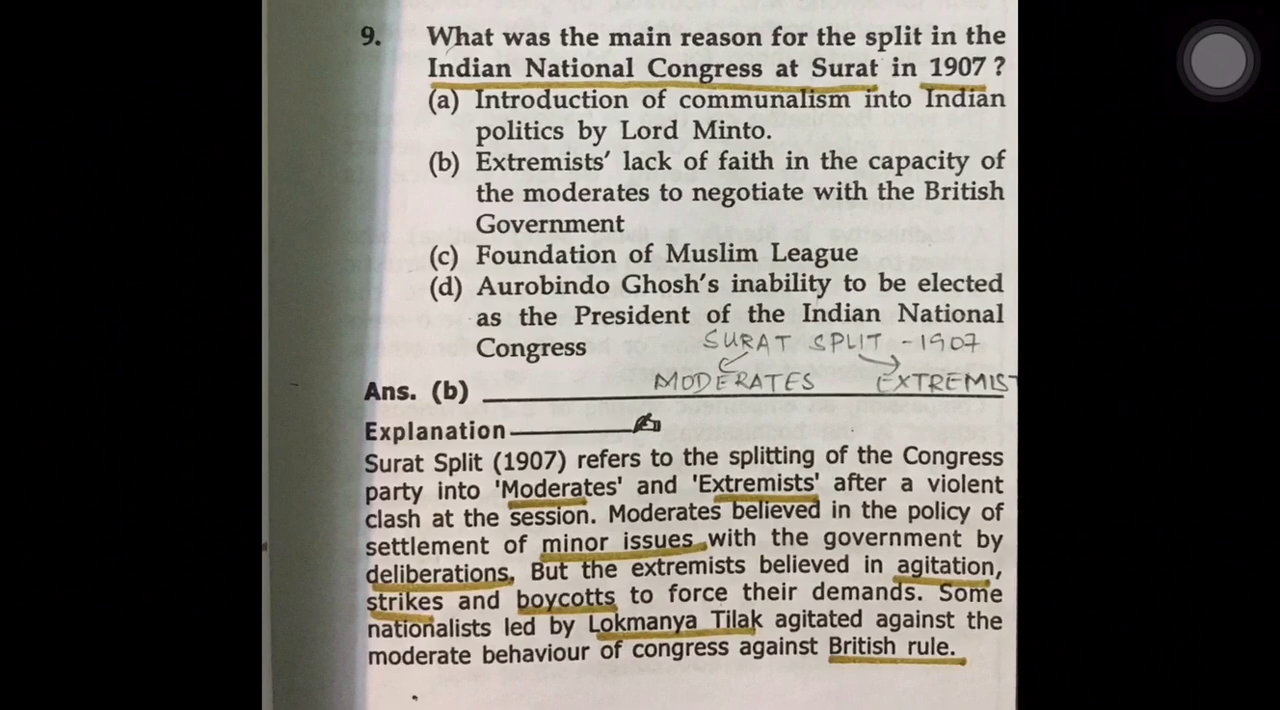 9. What was the main reason for the split in the
Indian National Congress at Surat in 1907 ?
(a) Introduction of communalism into Indian
politics by Lord Minto.
(b) Extremists' lack of faith in the capacity of
the moderates to negotiate with the British
Government
(c) Foundation of Muslim League
(d) Aurobindo Ghosh's inability to be elected
as the President of the Indian National
Congress
SURAT SPLIT - 1907
MODERATES EXTREMIST
Ans. (b)
Explanation
Surat Split (1907) refers to the splitting of the Congress
party into 'Moderates' and 'Extremists' after a violent
clash at the session. Moderates believed in the policy of
settlement of minor issues with the government by
deliberations. But the extremists believed in agitation,
strikes and boycotts to force their demands. Some
nationalists led by Lokmanya Tilak agitated against the
moderate behaviour of congress against British rule.